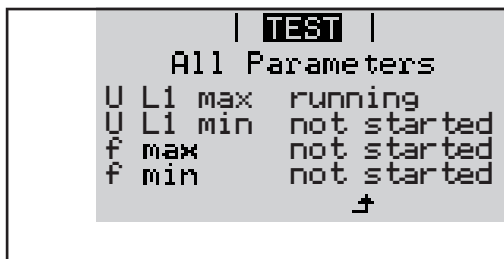 | TEST |
All Parameters
U L1 max running
U L1 min not started
f max not started
f min not started